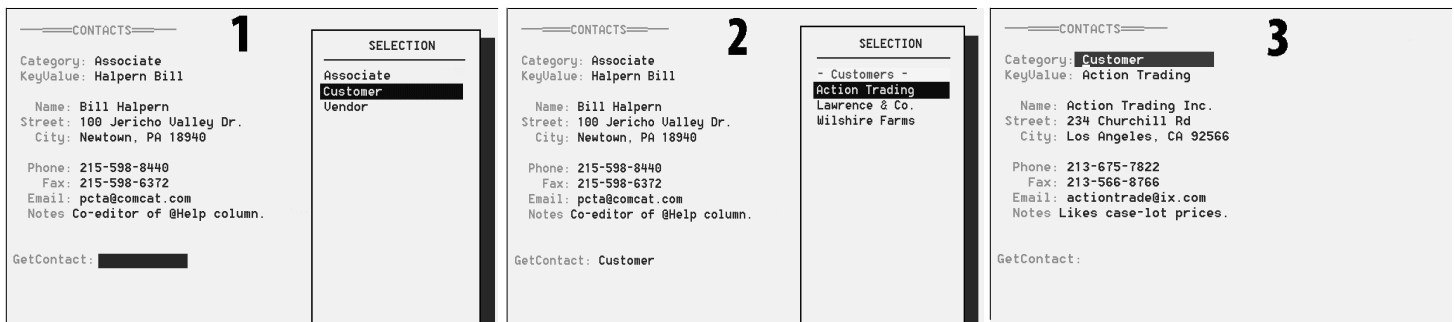 1
CONTACTS
Category: Associate
KeyValue: Halpern Bill
Name: Bill Halpern
Street: 100 Jericho Valley Dr.
City: Newtown, PA 18940
Phone: 215-598-8440
Fax: 215-598-6372
Email: pcta@comcat.com
Notes Co-editor of @Help column.
GetContact:
SELECTION
Associate
Customer
Vendor
2
CONTACTS
Category: Associate
KeyValue: Halpern Bill
Name: Bill Halpern
Street: 100 Jericho Valley Dr.
City: Newtown, PA 18940
Phone: 215-598-8440
Fax: 215-598-6372
Email: pcta@comcat.com
Notes Co-editor of @Help column.
GetContact: Customer
SELECTION
- Customers -
Action Trading
Lawrence & Co.
Wilshire Farms
3
CONTACTS
Category: Customer
KeyValue: Action Trading
Name: Action Trading Inc.
Street: 234 Churchill Rd
City: Los Angeles, CA 92566
Phone: 213-675-7822
Fax: 213-566-8766
Email: actiontrade@ix.com
Notes Likes case-lot prices.
GetContact: